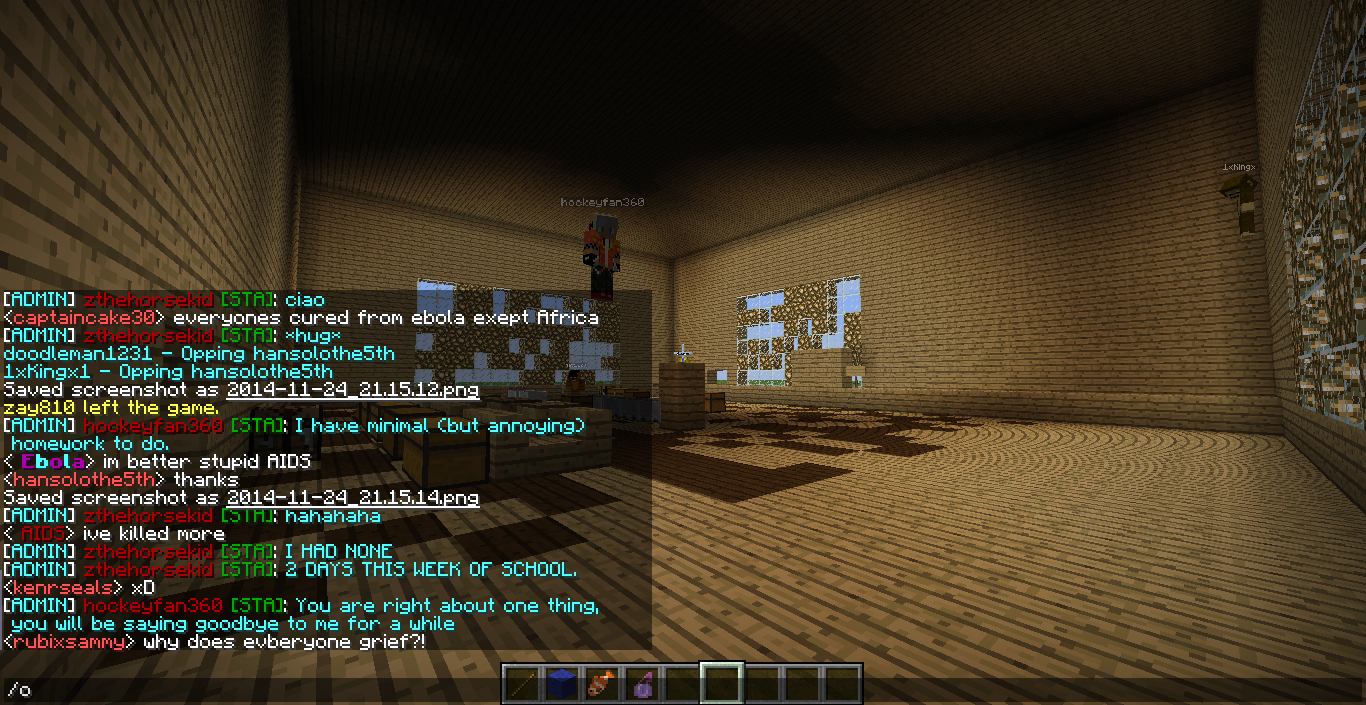 1xKingx
hockeyfan360
[ADMIN] zthehorsekid [STA]: ciao
<captaincake30> everyones cured from ebola exept Africa
[ADMIN] zthehorsekid [STA]: *hug*
doodleman1231 - Opping hansolothe5th
1xKingx1 - Opping hansolothe5th
Saved screenshot as 2014-11-24_21.15.12.png
zay810 left the game.
[ADMIN] hockeyfan360 [STA]: I have minimal (but annoying)
homework to do.
< Ebola> im better stupid AIDS
<hansolothe5th> thanks
Saved screenshot as 2014-11-24_21.15.14.png
[ADMIN] zthehorsekid [STA]: hahahaha
< AIDS> ive killed more
[ADMIN] zthehorsekid [STA]: I HAD NONE
[ADMIN] zthehorsekid [STA]: 2 DAYS THIS WEEK OF SCHOOL.
<kenrseals> xD
[ADMIN] hockeyfan360 [STA]: You are right about one thing,
you will be saying goodbye to me for a while
<rubixsammy> why does evberyone grief?!
/o